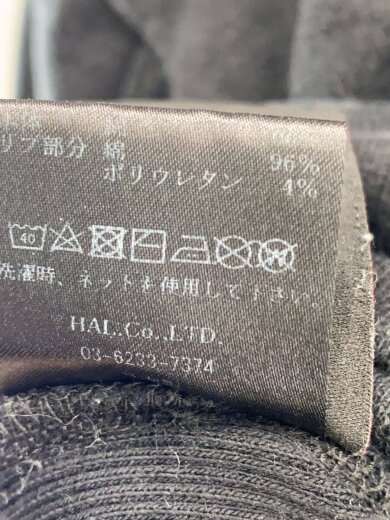 リブ部分 綿 96%
ポリウレタン 4%
40
洗濯時、ネットを使用して下さい。
HAL.Co.,LTD.
03-6233-7374